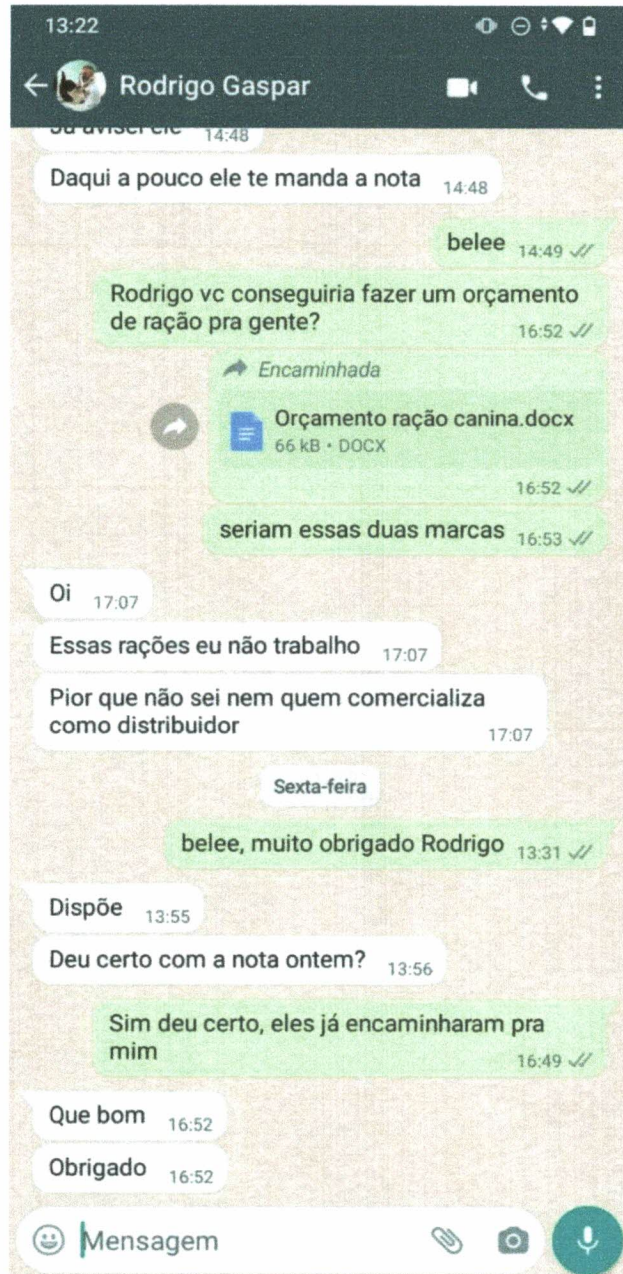 13:22
Rodrigo Gaspar
Já avisei ele 14:48
Daqui a pouco ele te manda a nota 14:48
belee 14:49
Rodrigo vc conseguiria fazer um orçamento
de ração pra gente? 16:52
Encaminhada
Orçamento ração canina.docx
66 kB • DOCX
16:52
seriam essas duas marcas 16:53
Oi 17:07
Essas rações eu não trabalho 17:07
Pior que não sei nem quem comercializa
como distribuidor 17:07
Sexta-feira
belee, muito obrigado Rodrigo 13:31
Dispõe 13:55
Deu certo com a nota ontem? 13:56
Sim deu certo, eles já encaminharam pra
mim 16:49
Que bom 16:52
Obrigado 16:52
Mensagem